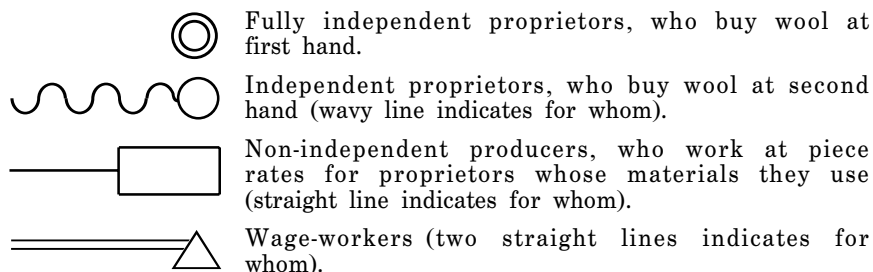 Fully independent proprietors, who buy wool at
first hand.
Independent proprietors, who buy wool at second
hand (wavy line indicates for whom).
Non-independent producers, who work at piece
rates for proprietors whose materials they use
(straight line indicates for whom).
Wage-workers (two straight lines indicates for
whom).